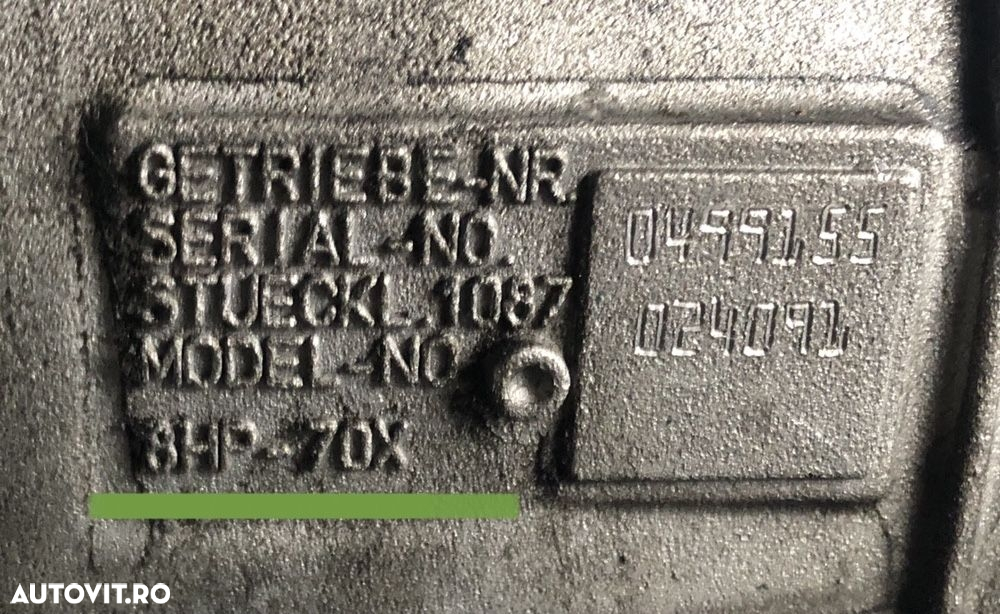 GETRIEBE-NR.
SERIAL-NO.
STUECKL.1087
MODEL-NO
8HP-70X
0499155
024091
AUTOVIT.RO